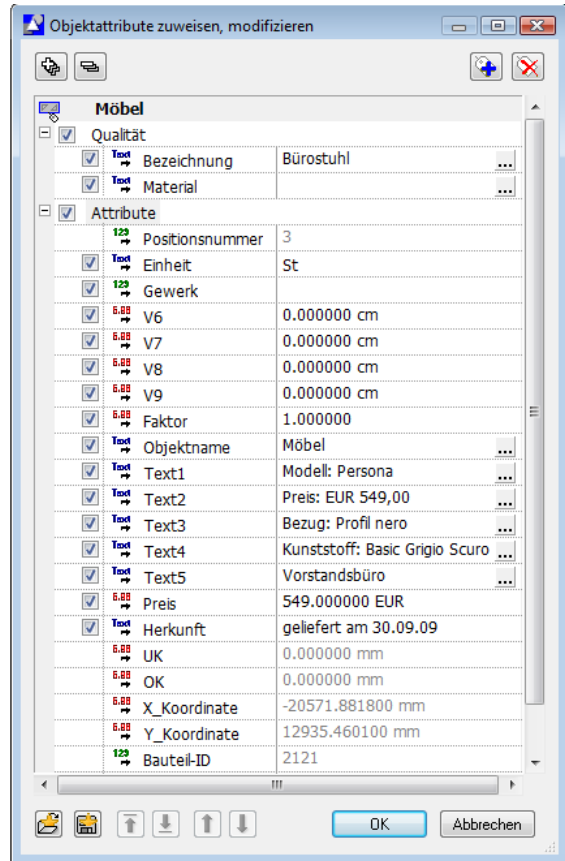 Objektattribute zuweisen, modifizieren
Möbel
Qualität
Text Bezeichnung Bürostuhl ...
Text Material ...
Attribute
123 Positionsnummer 3
Text Einheit St
123 Gewerk
6.88 V6 0.000000 cm
6.88 V7 0.000000 cm
6.88 V8 0.000000 cm
6.88 V9 0.000000 cm
6.88 Faktor 1.000000
Text Objektname Möbel ...
Text Text1 Modell: Persona ...
Text Text2 Preis: EUR 549,00 ...
Text Text3 Bezug: Profil nero ...
Text Text4 Kunststoff: Basic Grigio Scuro ...
Text Text5 Vorstandsbüro ...
6.88 Preis 549.000000 EUR
Text Herkunft geliefert am 30.09.09
6.88 UK 0.000000 mm
6.88 OK 0.000000 mm
6.88 X_Koordinate -20571.881800 mm
6.88 Y_Koordinate 12935.460100 mm
123 Bauteil-ID 2121
OK Abbrechen